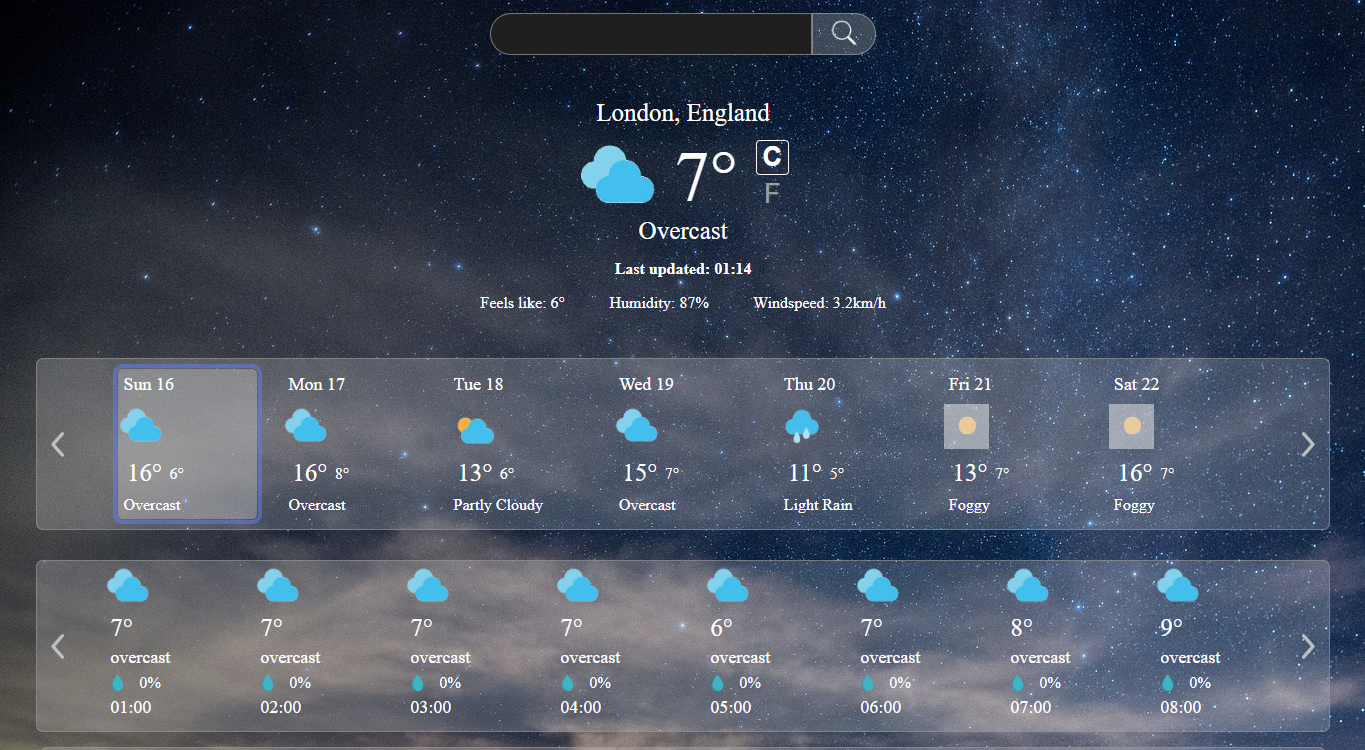 London, England
7° C
F
Overcast
Last updated: 01:14
Feels like: 6° Humidity: 87% Windspeed: 3.2km/h
Sun 16 Mon 17 Tue 18 Wed 19 Thu 20 Fri 21 Sat 22
16° 6° 16° 8° 13° 6° 15° 7° 11° 5° 13° 7° 16° 7°
Overcast Overcast Partly Cloudy Overcast Light Rain Foggy Foggy
7° 7° 7° 7° 6° 7° 8° 9°
overcast overcast overcast overcast overcast overcast overcast overcast
0% 0% 0% 0% 0% 0% 0% 0%
01:00 02:00 03:00 04:00 05:00 06:00 07:00 08:00